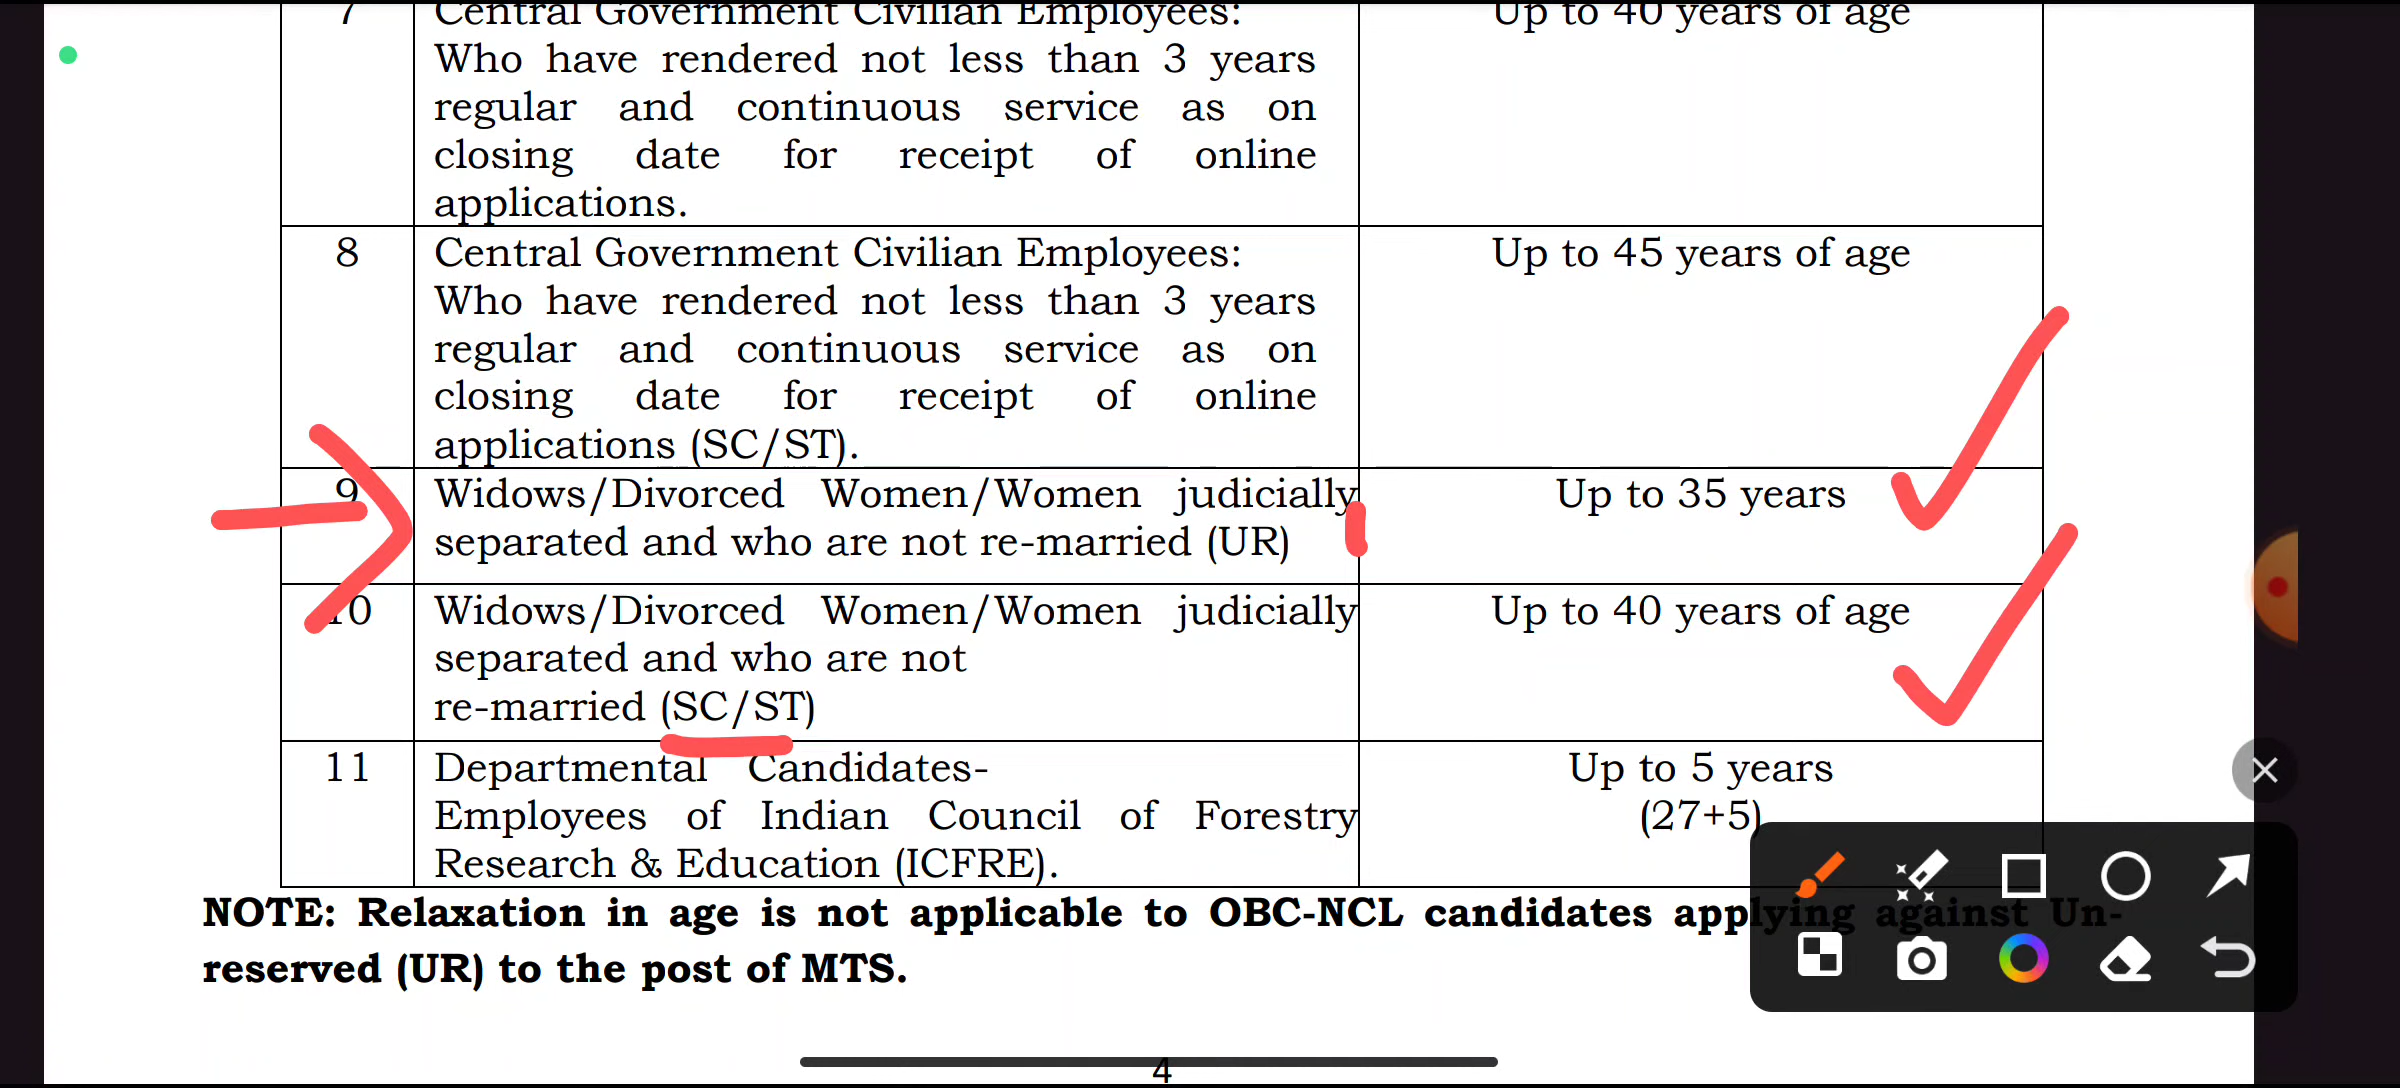 7 Central Government Civilian Employees: Up to 40 years of age
Who have rendered not less than 3 years
regular and continuous service as on
closing date for receipt of online
applications.
8 Central Government Civilian Employees: Up to 45 years of age
Who have rendered not less than 3 years
regular and continuous service as on
closing date for receipt of online
applications (SC/ST).
9 Widows/Divorced Women/Women judicially Up to 35 years
separated and who are not re-married (UR)
10 Widows/Divorced Women/Women judicially Up to 40 years of age
separated and who are not
re-married (SC/ST)
11 Departmental Candidates- Up to 5 years
Employees of Indian Council of Forestry (27+5)
Research & Education (ICFRE).
NOTE: Relaxation in age is not applicable to OBC-NCL candidates applying against Un-
reserved (UR) to the post of MTS.
4